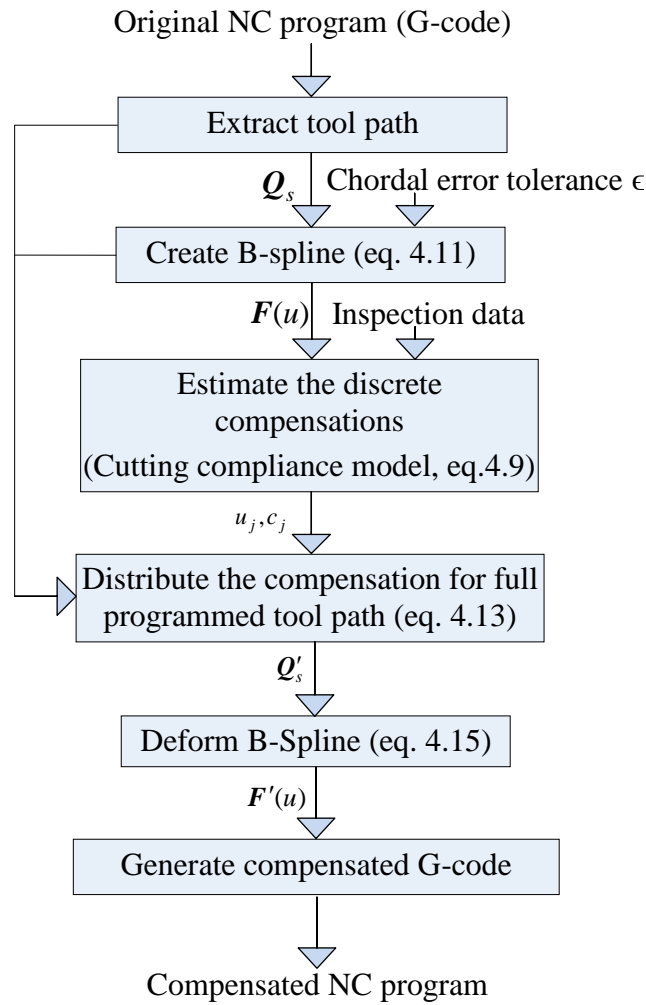 Original NC program (G-code)
Extract tool path
Q_s
Chordal error tolerance ϵ
Create B-spline (eq. 4.11)
F(u)
Inspection data
Estimate the discrete
compensations
(Cutting compliance model, eq.4.9)
u_j, c_j
Distribute the compensation for full
programmed tool path (eq. 4.13)
Q'_s
Deform B-Spline (eq. 4.15)
F'(u)
Generate compensated G-code
Compensated NC program